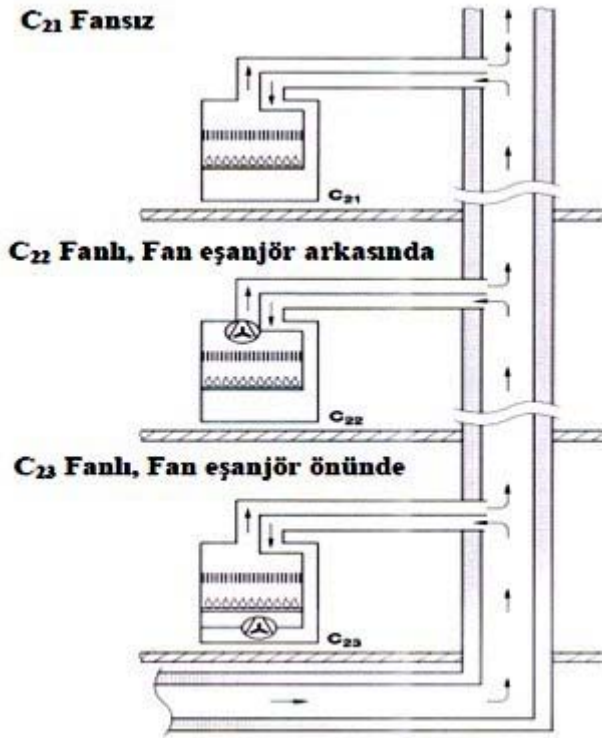 C₂₁ Fansız
C₂₁
C₂₂ Fanlı, Fan eşanjör arkasında
C₂₂
C₂₃ Fanlı, Fan eşanjör önünde
C₂₃